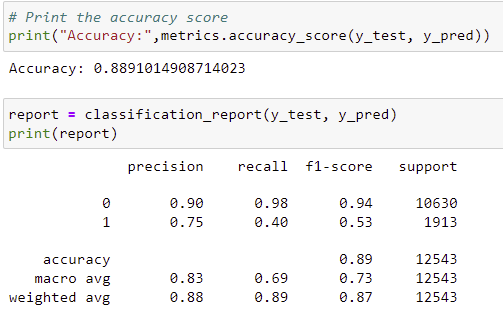 # Print the accuracy score
print("Accuracy:",metrics.accuracy_score(y_test, y_pred))
Accuracy: 0.8891014908714023
report = classification_report(y_test, y_pred)
print(report)
precision recall f1-score support
0 0.90 0.98 0.94 10630
1 0.75 0.40 0.53 1913
accuracy 0.89 12543
macro avg 0.83 0.69 0.73 12543
weighted avg 0.88 0.89 0.87 12543